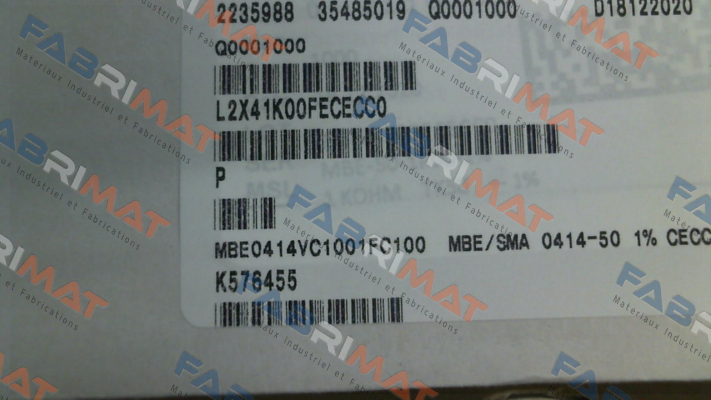 2235988 35485019 Q0001000 D18122020
Q0001000
L2X41K00FECECC0
P
MBE0414VC1001FC100 MBE/SMA 0414-50 1% CECC
K576455
FABRIMAT
Materiaux Industriel et Fabrications